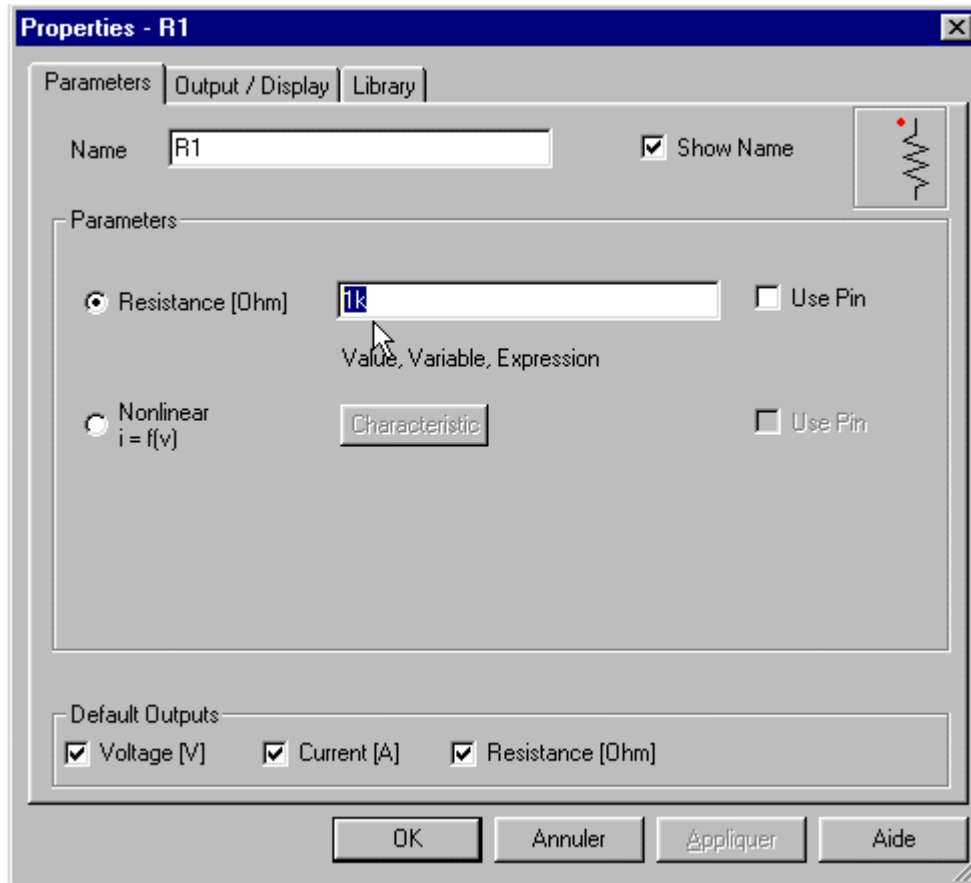 Properties - R1
Parameters Output / Display Library
Name R1 Show Name
Parameters
Resistance [Ohm] 1k Use Pin
Value, Variable, Expression
Nonlinear
i = f(v) Characteristic Use Pin
Default Outputs
Voltage [V] Current [A] Resistance [Ohm]
OK Annuler Appliquer Aide